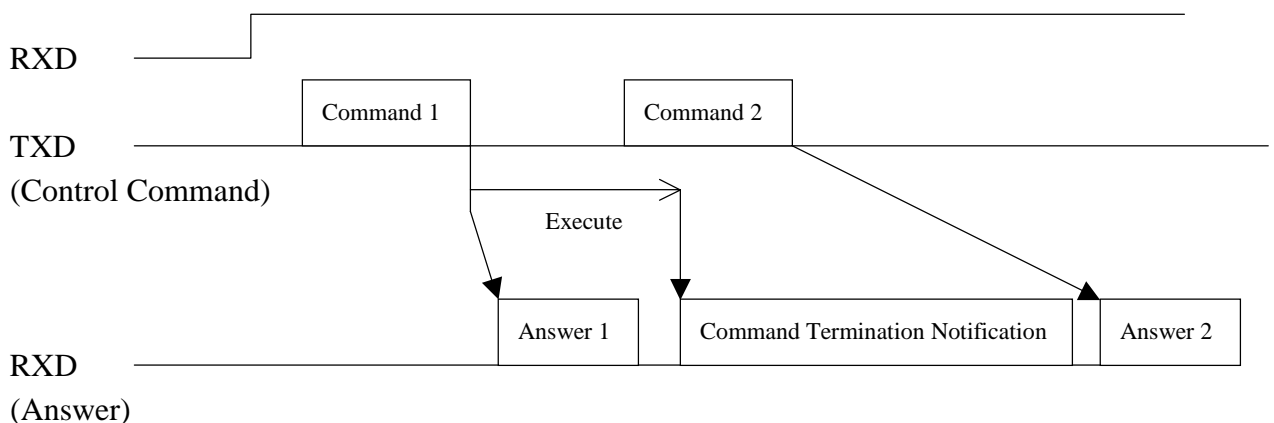 RXD
Command 1
Command 2
TXD
(Control Command)
Execute
Answer 1
Command Termination Notification
Answer 2
RXD
(Answer)